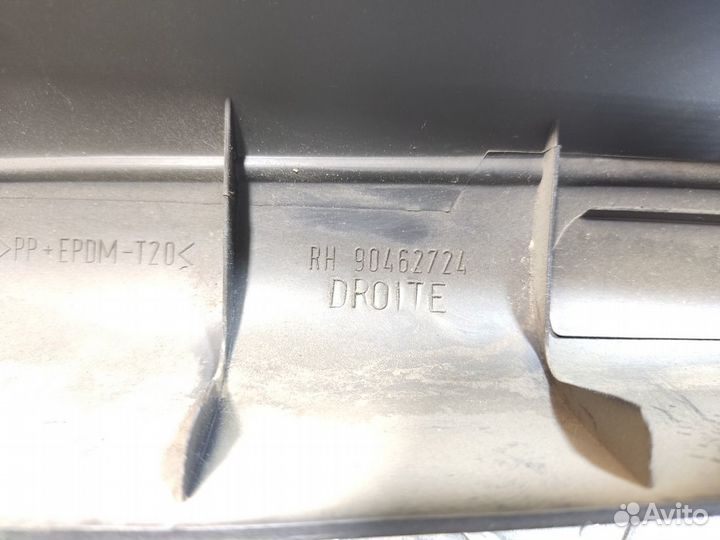 >PP+EPDM-T20<
RH 90462724
DROITE
Avito